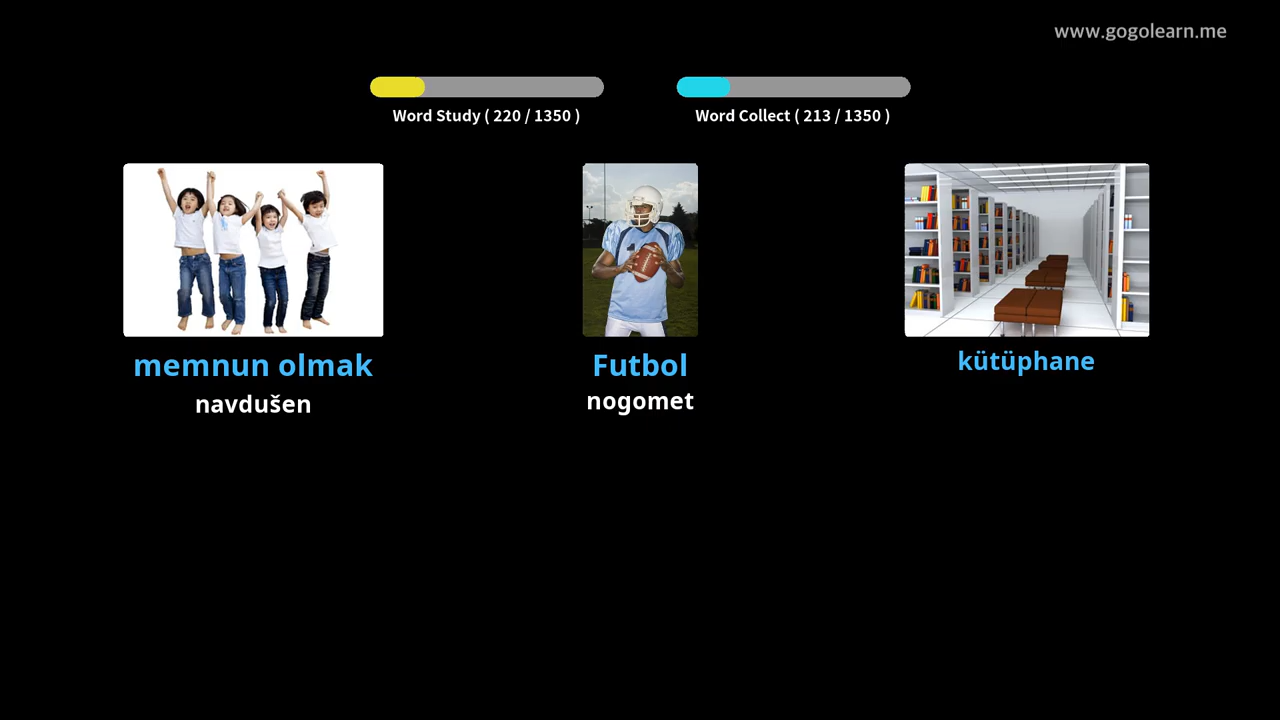 www.gogolearn.me
Word Study ( 220 / 1350 )
Word Collect ( 213 / 1350 )
memnun olmak
navdušen
Futbol
nogomet
kütüphane